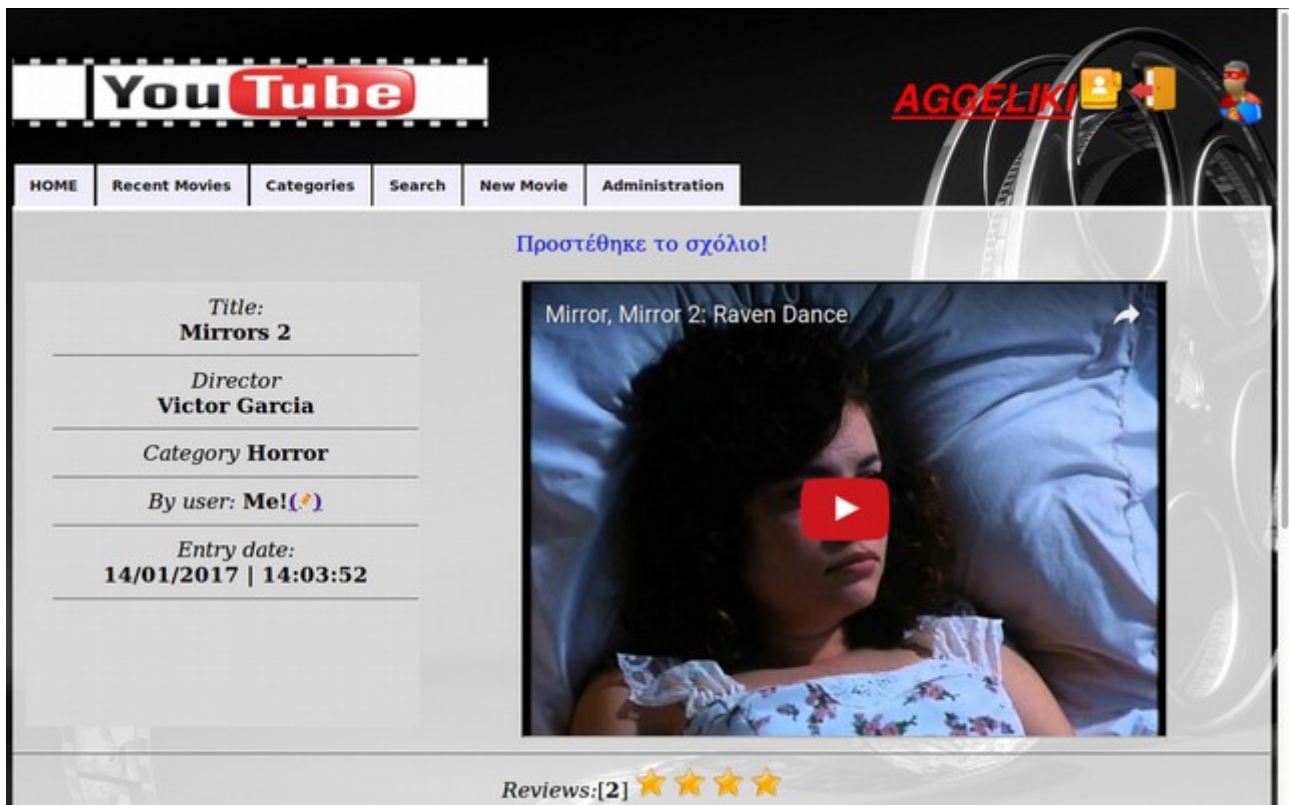 YouTube
AGGELIKI
HOME Recent Movies Categories Search New Movie Administration
Προστέθηκε το σχόλιο!
Title:
Mirrors 2
Director
Victor Garcia
Category Horror
By user: Me!()
Entry date:
14/01/2017 | 14:03:52
Mirror, Mirror 2: Raven Dance
Reviews:[2]